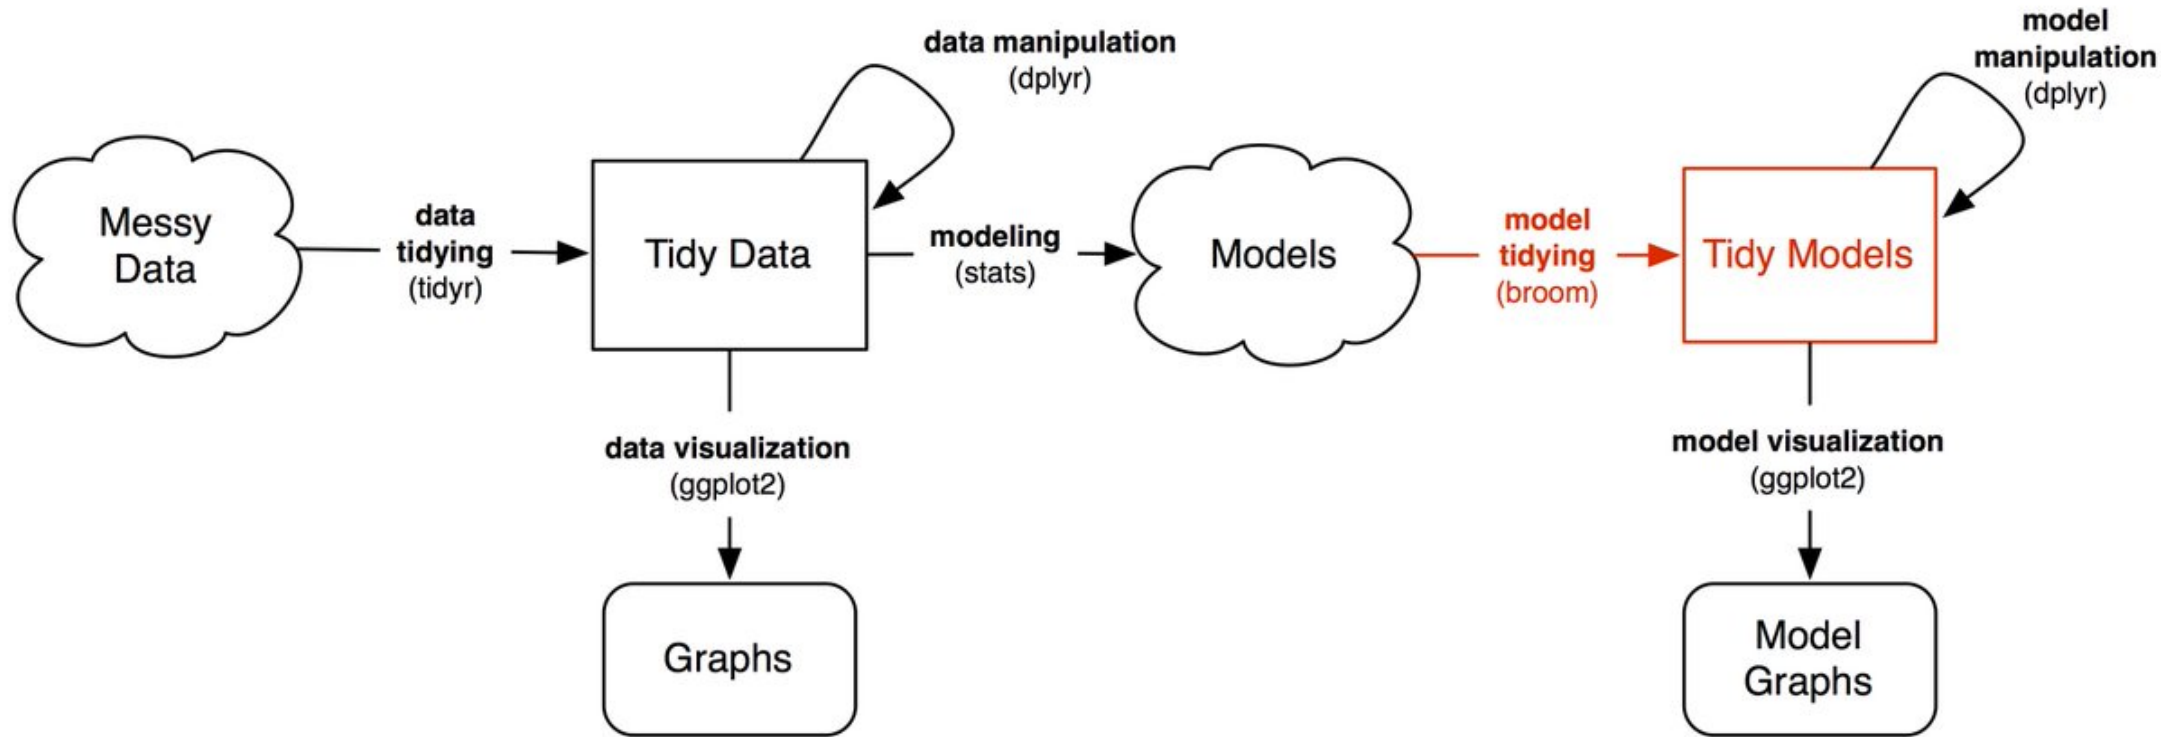 Messy
Data
data
tidying
(tidyr)
Tidy Data
data manipulation
(dplyr)
modeling
(stats)
Models
model
tidying
(broom)
Tidy Models
model
manipulation
(dplyr)
data visualization
(ggplot2)
Graphs
model visualization
(ggplot2)
Model
Graphs